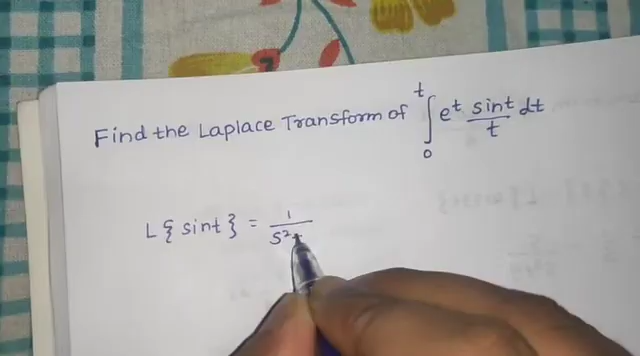 Find the Laplace Transform of ∫₀ᵗ eᵗ sint/t dt
L{sint} = 1/s²+